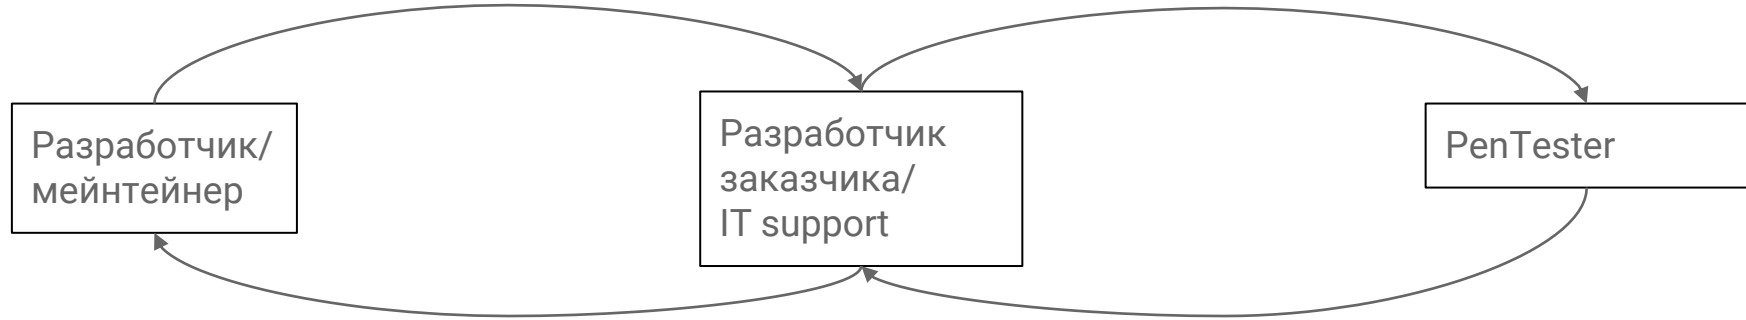 Разработчик/
мейнтейнер
Разработчик
заказчика/
IT support
PenTester